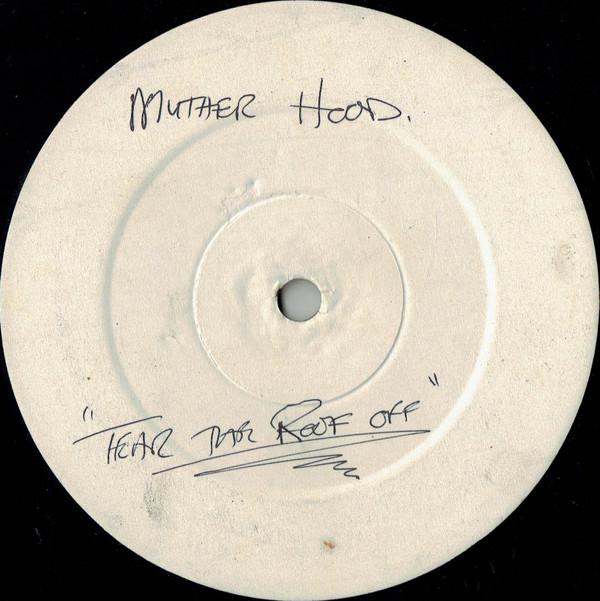 MUTHER HOOD.
"TEAR THE ROOF OFF"